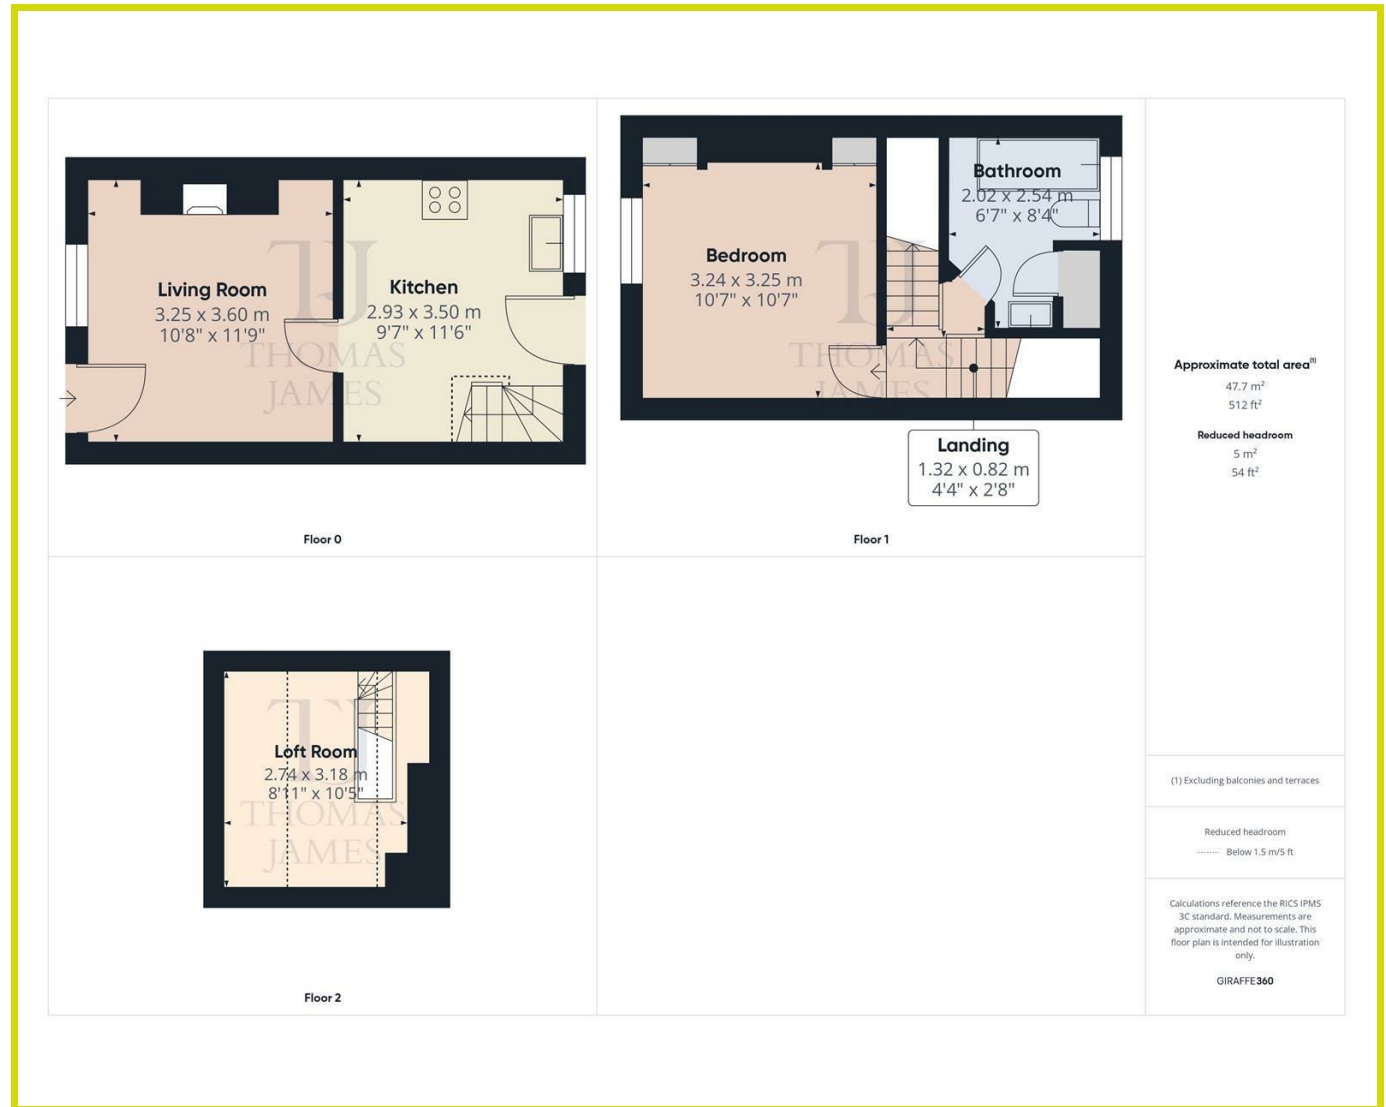 Living Room
3.25 x 3.60 m
10'8" x 11'9"
Kitchen
2.93 x 3.50 m
9'7" x 11'6"
TJ
THOMAS
JAMES
Floor 0
Bedroom
3.24 x 3.25 m
10'7" x 10'7"
Bathroom
2.02 x 2.54 m
6'7" x 8'4"
TJ
THOMAS
JAMES
Landing
1.32 x 0.82 m
4'4" x 2'8"
Floor 1
Loft Room
2.74 x 3.18 m
8'11" x 10'5"
TJ
THOMAS
JAMES
Floor 2
Approximate total area(1)
47.7 m²
512 ft²
Reduced headroom
5 m²
54 ft²
(1) Excluding balconies and terraces
Reduced headroom
Below 1.5 m/5 ft
Calculations reference the RICS IPMS
3C standard. Measurements are
approximate and not to scale. This
floor plan is intended for illustration
only.
GIRAFFE360